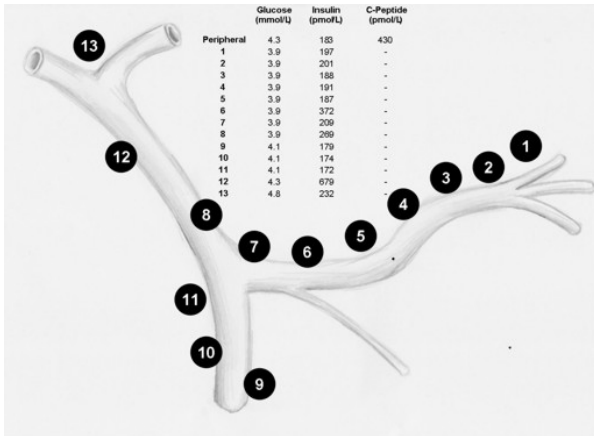 Glucose Insulin C-Peptide
(mmol/L) (pmol/L) (pmol/L)
Peripheral 4.3 183 430
1 3.9 197 -
2 3.9 201 -
3 3.9 188 -
4 3.9 191 -
5 3.9 187 -
6 3.9 372 -
7 3.9 209 -
8 3.9 269 -
9 4.1 179 -
10 4.1 174 -
11 4.1 172 -
12 4.3 679 -
13 4.8 232 -
13
12
1
2
3
4
8
5
7
6
11
10
9